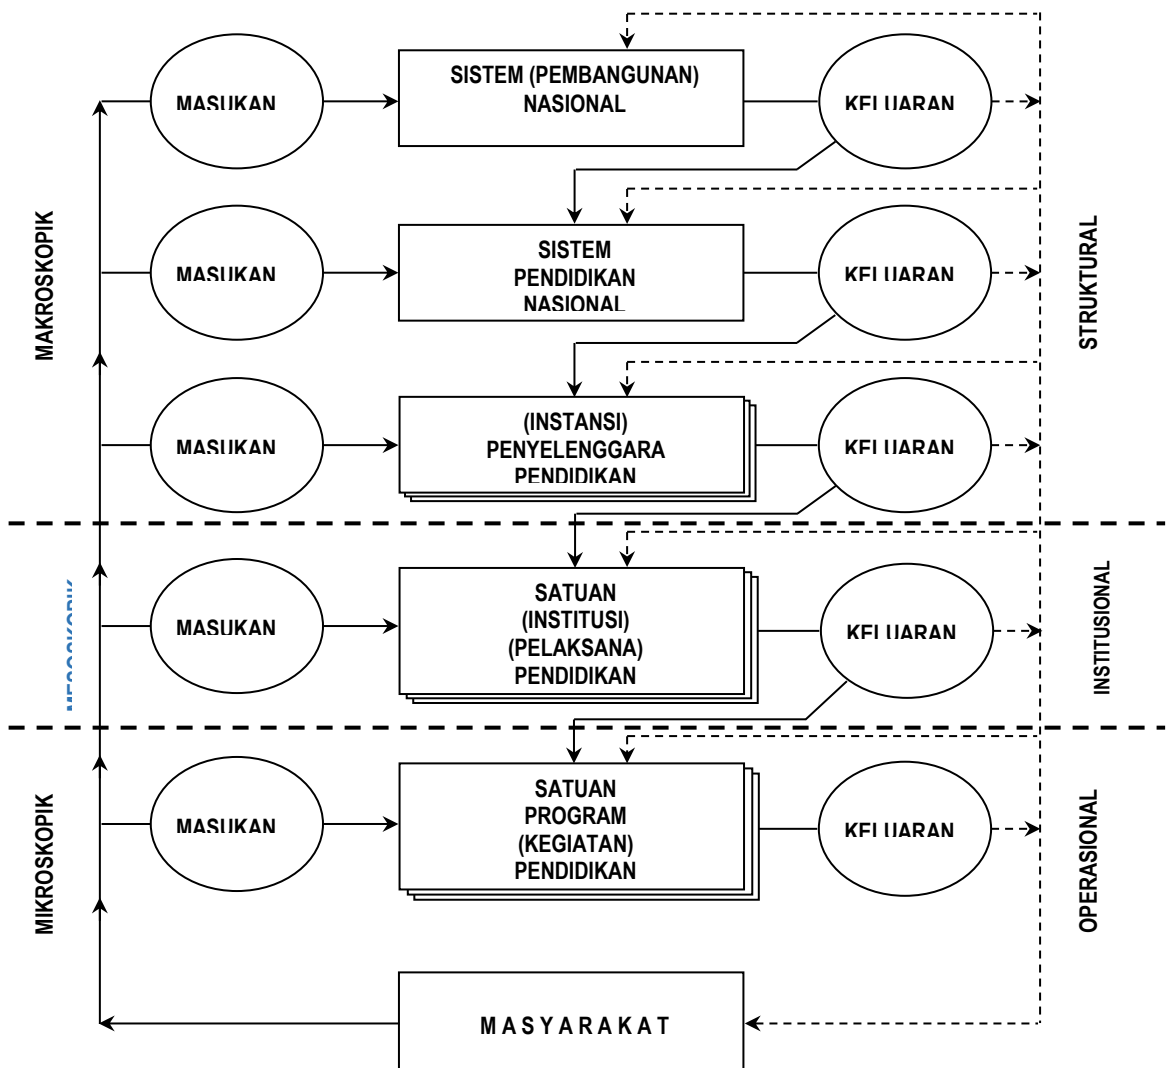 MASUKAN
SISTEM (PEMBANGUNAN)
NASIONAL
KELUARAN
MAKROSKOPIK
MASUKAN
SISTEM
PENDIDIKAN
NASIONAL
KELUARAN
STRUKTURAL
MASUKAN
(INSTANSI)
PENYELENGGARA
PENDIDIKAN
KELUARAN
MESOSKOPIK
MASUKAN
SATUAN
(INSTITUSI)
(PELAKSANA)
PENDIDIKAN
KELUARAN
INSTITUSIONAL
MIKROSKOPIK
MASUKAN
SATUAN
PROGRAM
(KEGIATAN)
PENDIDIKAN
KELUARAN
OPERASIONAL
M A S Y A R A K A T